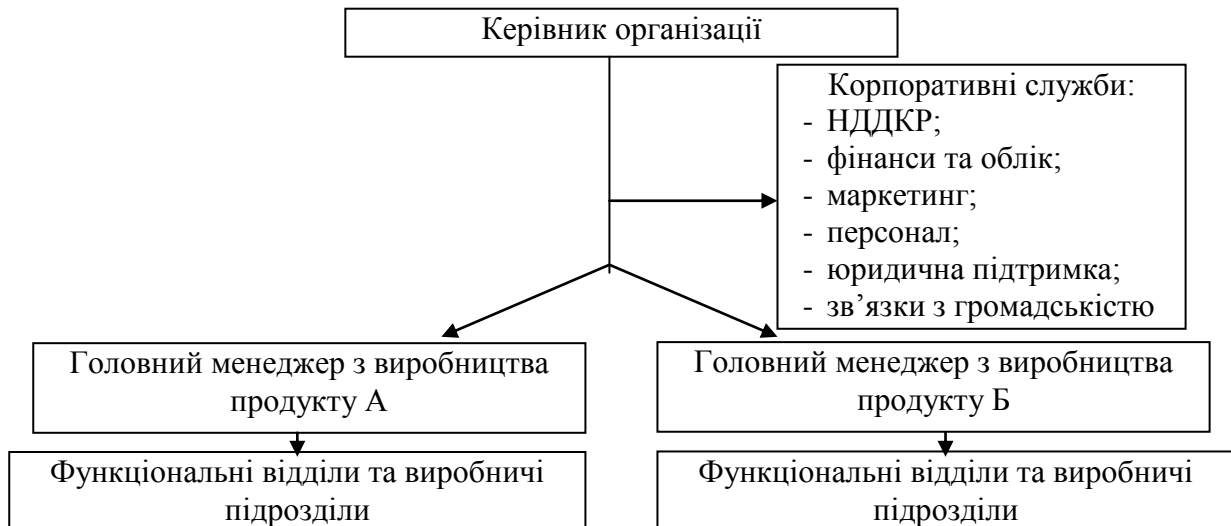 Керівник організації
Корпоративні служби:
- НДДКР;
- фінанси та облік;
- маркетинг;
- персонал;
- юридична підтримка;
- зв’язки з громадськістю
Головний менеджер з виробництва
продукту А
Головний менеджер з виробництва
продукту Б
Функціональні відділи та виробничі
підрозділи
Функціональні відділи та виробничі
підрозділи